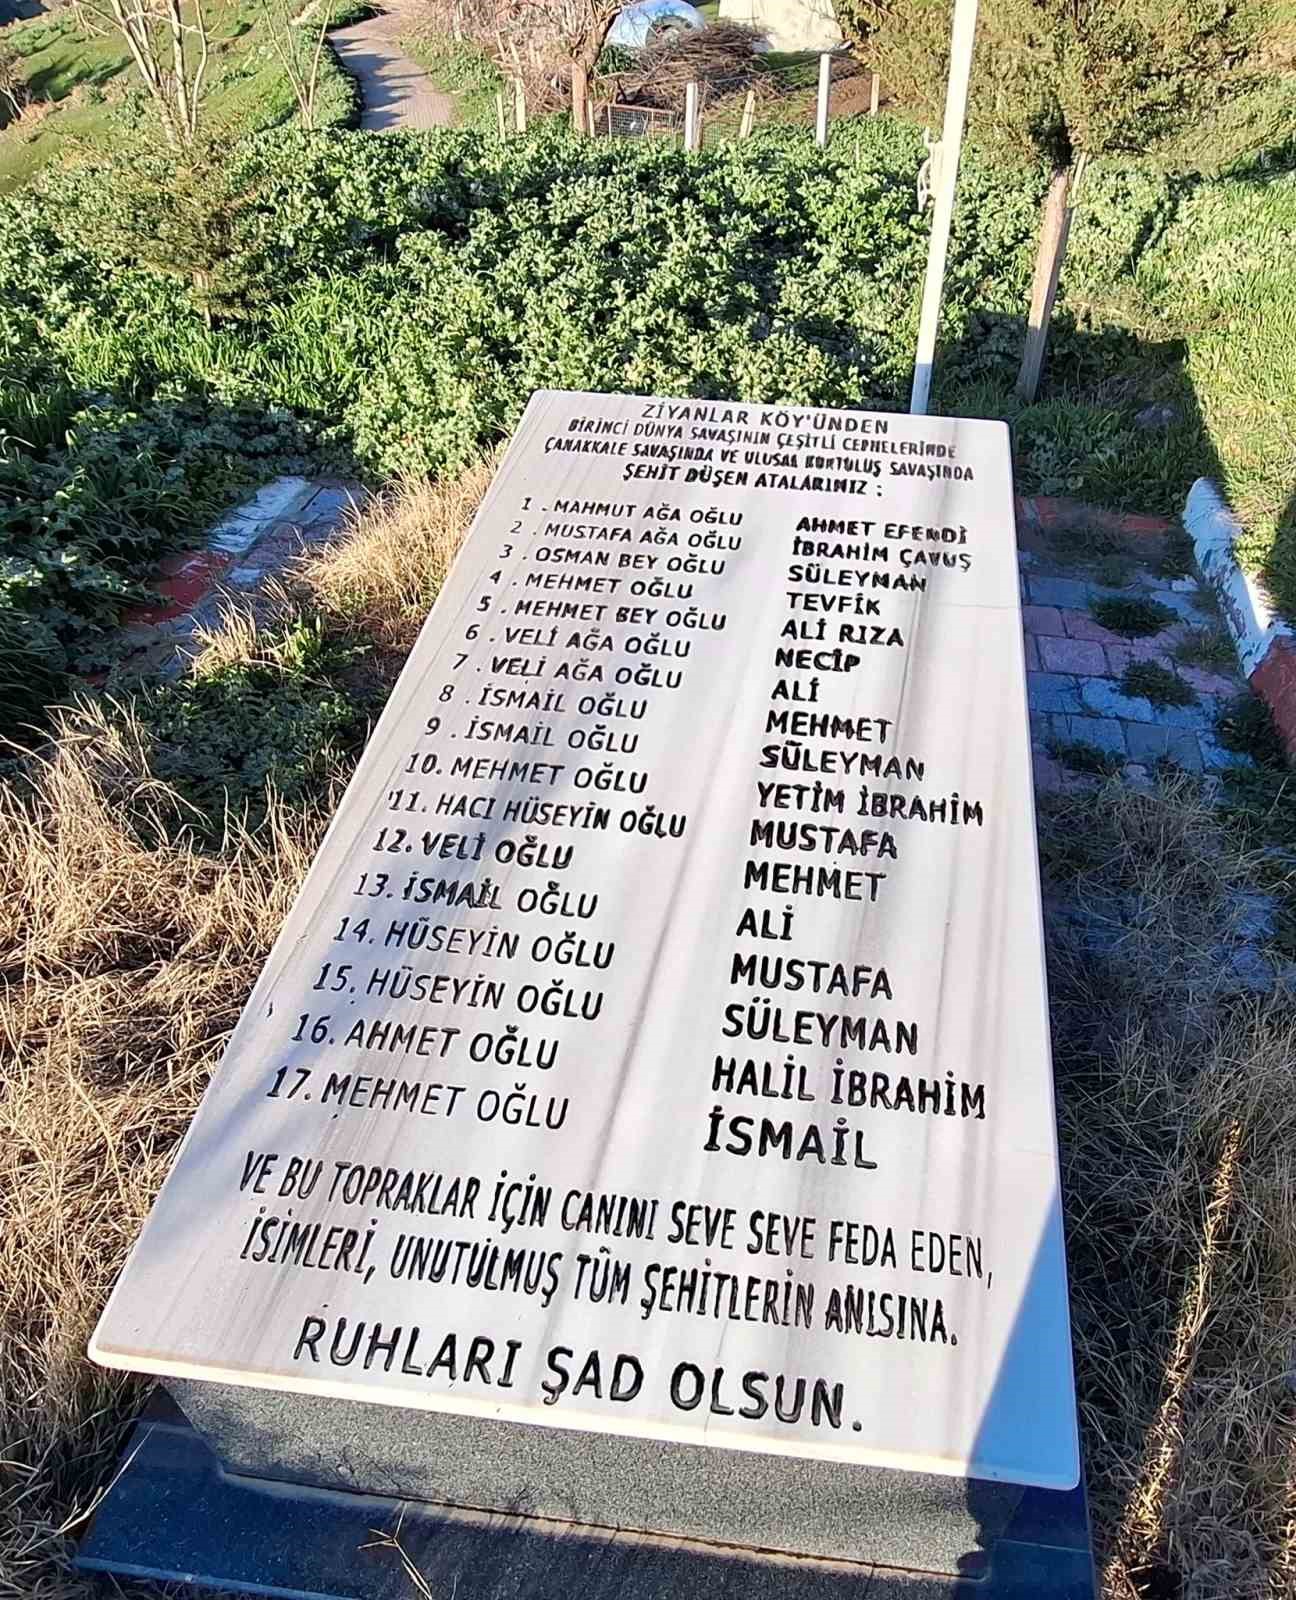 ZİYANLAR KÖY'ÜNDEN
BİRİNCİ DÜNYA SAVAŞININ ÇEŞİTLİ CEPHELERİNDE
ÇANAKKALE SAVAŞINDA VE ULUSAL KURTULUŞ SAVAŞINDA
ŞEHİT DÜŞEN ATALARIMIZ :
1 . MAHMUT AĞA OĞLU AHMET EFENDİ
2 . MUSTAFA AĞA OĞLU İBRAHİM ÇAVUŞ
3 . OSMAN BEY OĞLU SÜLEYMAN
4 . MEHMET OĞLU TEVFİK
5 . MEHMET BEY OĞLU ALİ RIZA
6 . VELİ AĞA OĞLU NECİP
7 . VELİ AĞA OĞLU ALİ
8 . İSMAİL OĞLU MEHMET
9 . İSMAİL OĞLU SÜLEYMAN
10. MEHMET OĞLU YETİM İBRAHİM
11. HACI HÜSEYİN OĞLU MUSTAFA
12. VELİ OĞLU MEHMET
13. İSMAİL OĞLU ALİ
14. HÜSEYİN OĞLU MUSTAFA
15. HÜSEYİN OĞLU SÜLEYMAN
16. AHMET OĞLU HALİL İBRAHİM
17. MEHMET OĞLU İSMAİL
VE BU TOPRAKLAR İÇİN CANINI SEVE SEVE FEDA EDEN,
İSİMLERİ, UNUTULMUŞ TÜM ŞEHİTLERİN ANISINA.
RUHLARI ŞAD OLSUN.